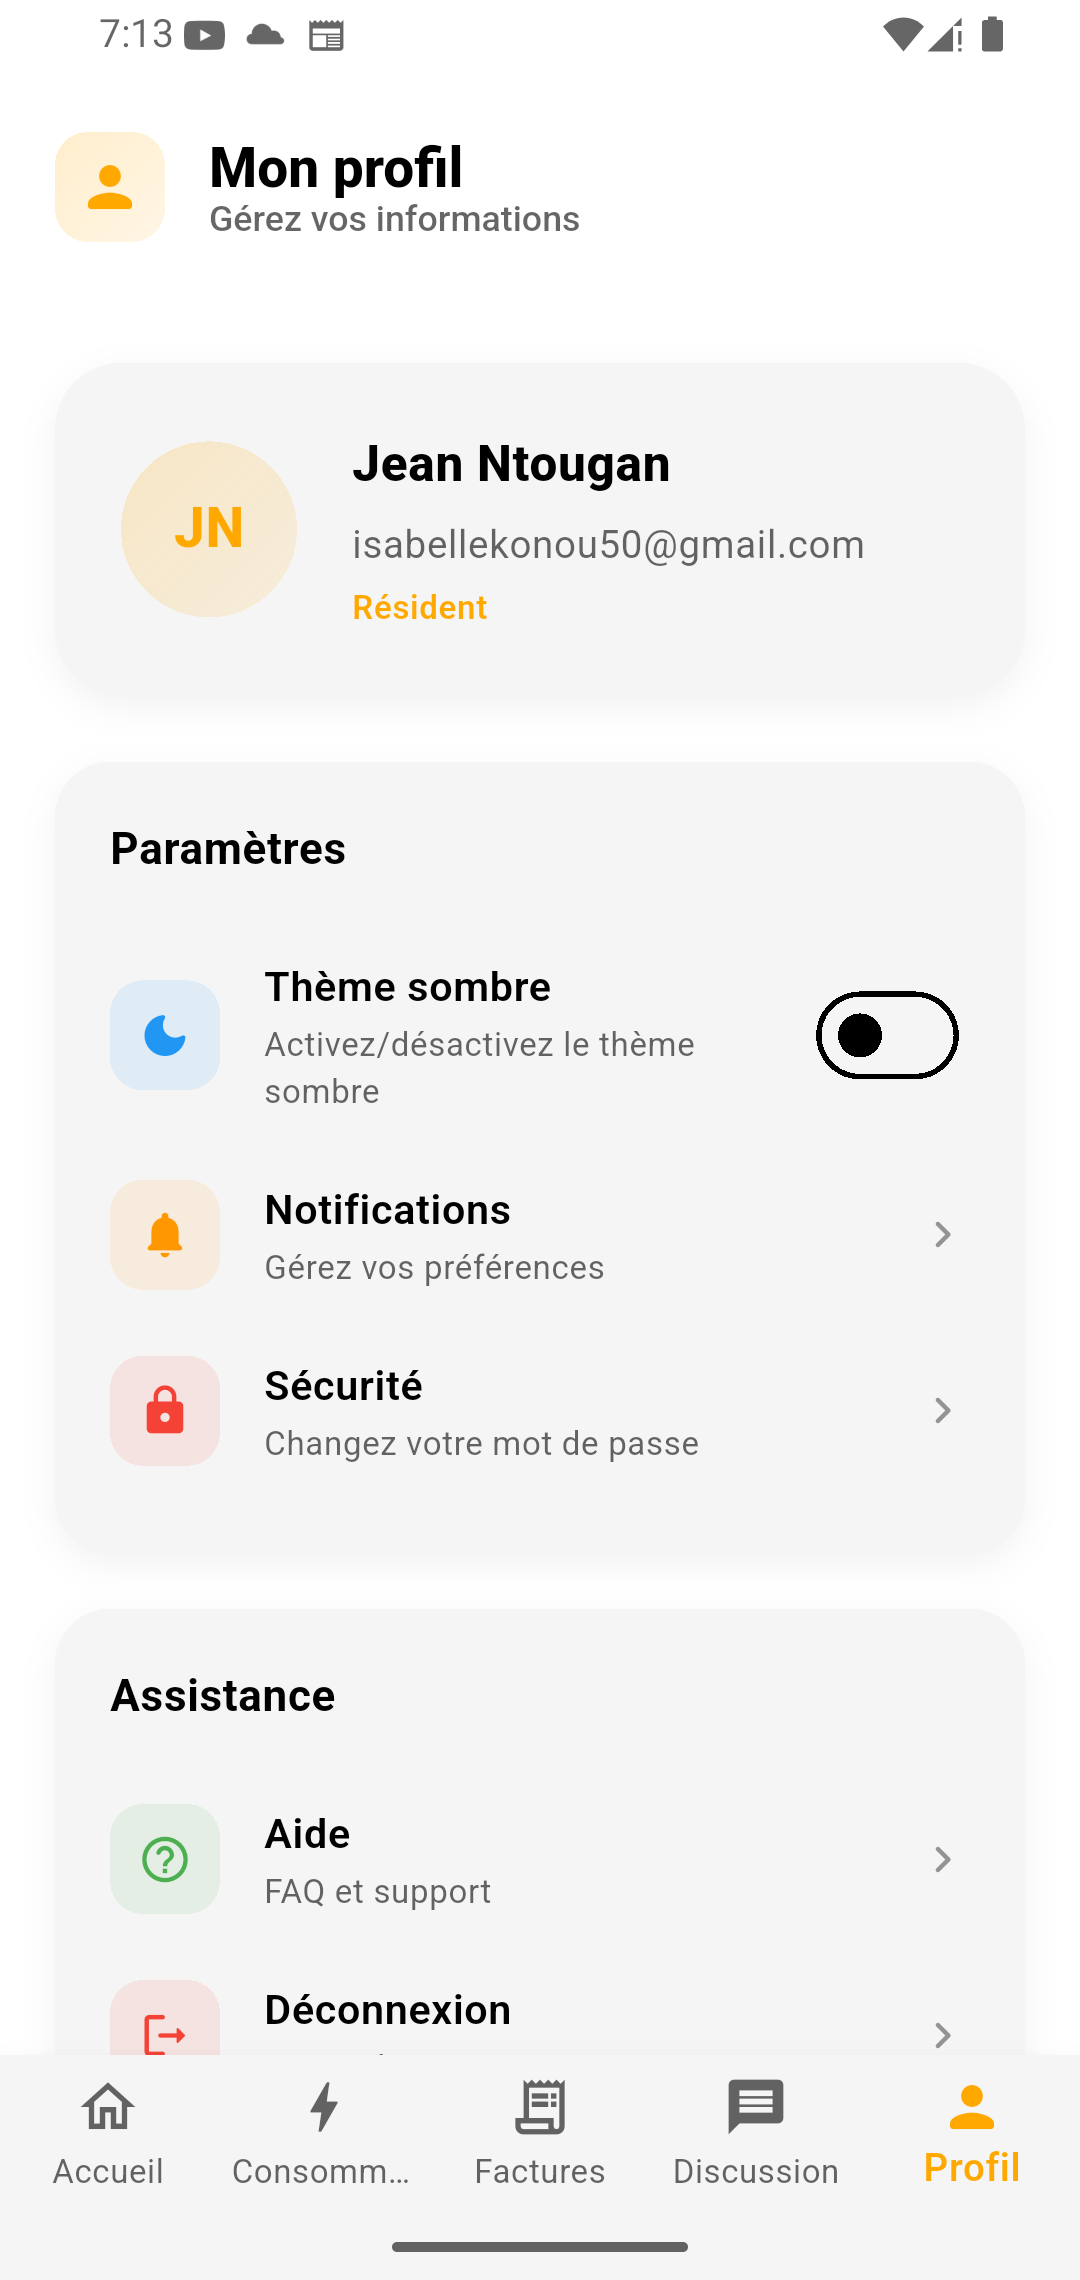 7:13
Mon profil
Gérez vos informations
JN
Jean Ntougan
isabellekonou50@gmail.com
Résident
Paramètres
Thème sombre
Activez/désactivez le thème
sombre
Notifications
Gérez vos préférences
Sécurité
Changez votre mot de passe
Assistance
Aide
FAQ et support
Déconnexion
Accueil
Consomm...
Factures
Discussion
Profil